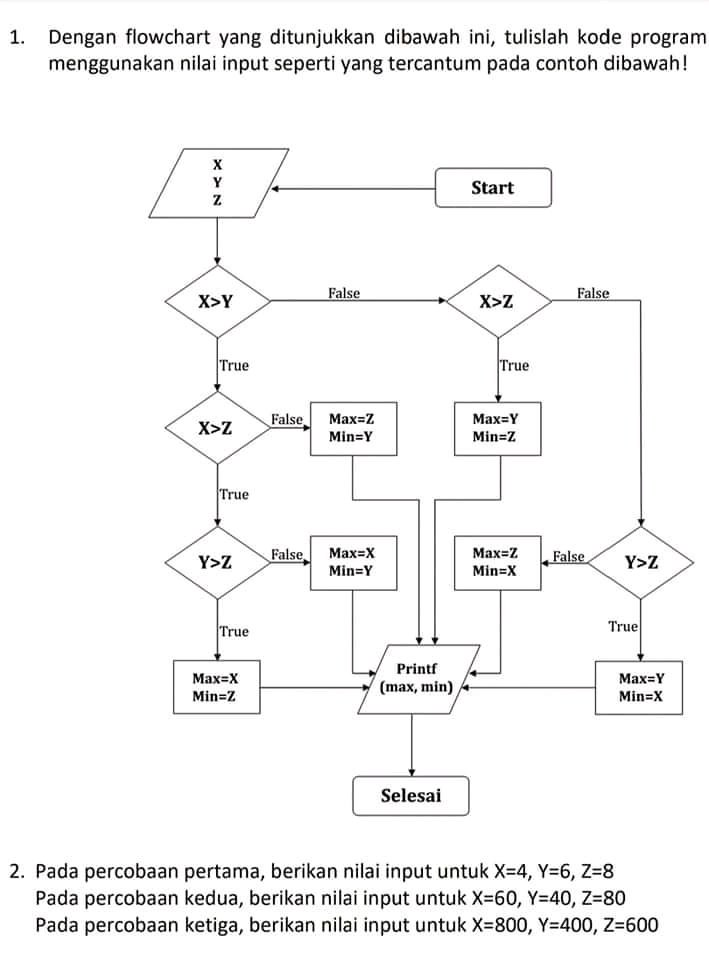 1. Dengan flowchart yang ditunjukkan dibawah ini, tulislah kode program
menggunakan nilai input seperti yang tercantum pada contoh dibawah!
X
Y
Z
Start
X>Y
False
X>Z
False
True
True
X>Z
False
Max=Z
Min=Y
Max=Y
Min=Z
True
Y>Z
False
Max=X
Min=Y
Max=Z
Min=X
False
Y>Z
True
True
Max=X
Min=Z
Printf
(max, min)
Max=Y
Min=X
Selesai
2. Pada percobaan pertama, berikan nilai input untuk X=4, Y=6, Z=8
Pada percobaan kedua, berikan nilai input untuk X=60, Y=40, Z=80
Pada percobaan ketiga, berikan nilai input untuk X=800, Y=400, Z=600